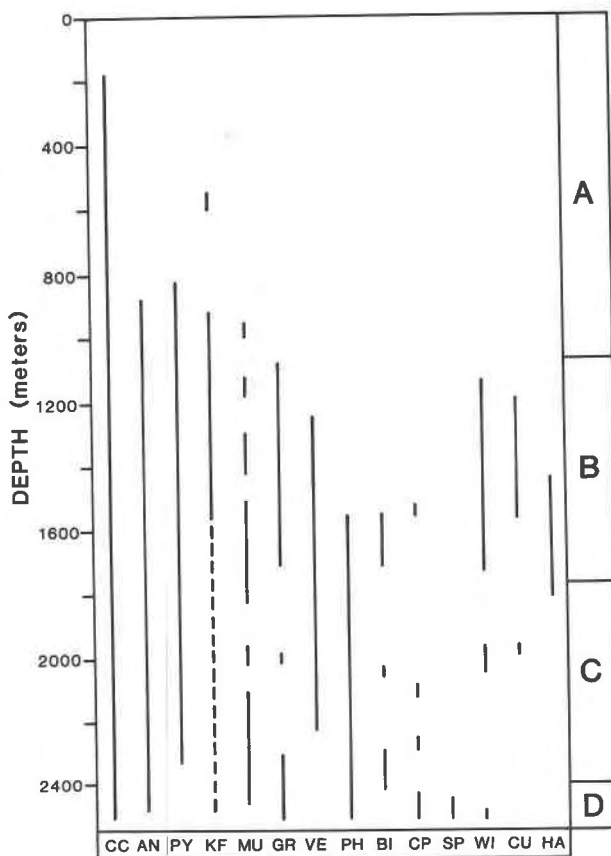 0
400
A
800
DEPTH (meters)
1200
B
1600
2000
C
2400
D
CC AN PY KF MU GR VE PH BI CP SP WI CU HA